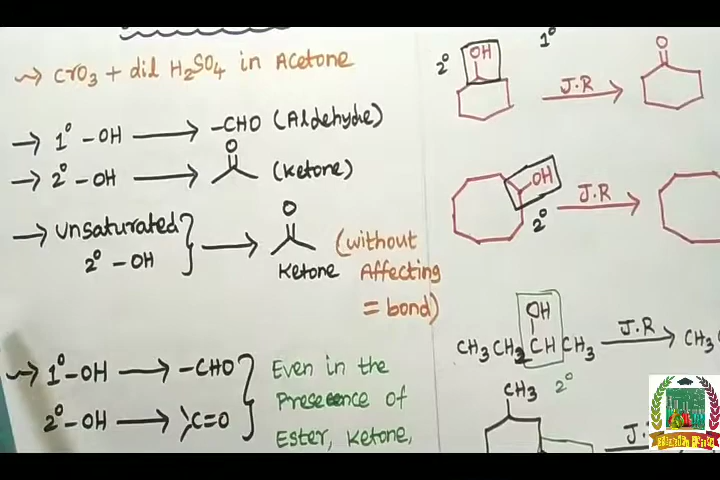 ⇝ CrO3 + dil H2SO4 in Acetone
→ 1° -OH → -CHO (Aldehyde)
→ 2° -OH → O (Ketone)
→ unsaturated
2° -OH
→ O
Ketone
(without
Affecting
= bond)
⇝ 1° -OH → -CHO
2° -OH → >C=O
Even in the
Presence of
Ester, Ketone,
2° OH 1° J.R O
OH 2° J.R
OH
CH3 CH2 CH CH3 J.R CH3
2°
CH3
J.